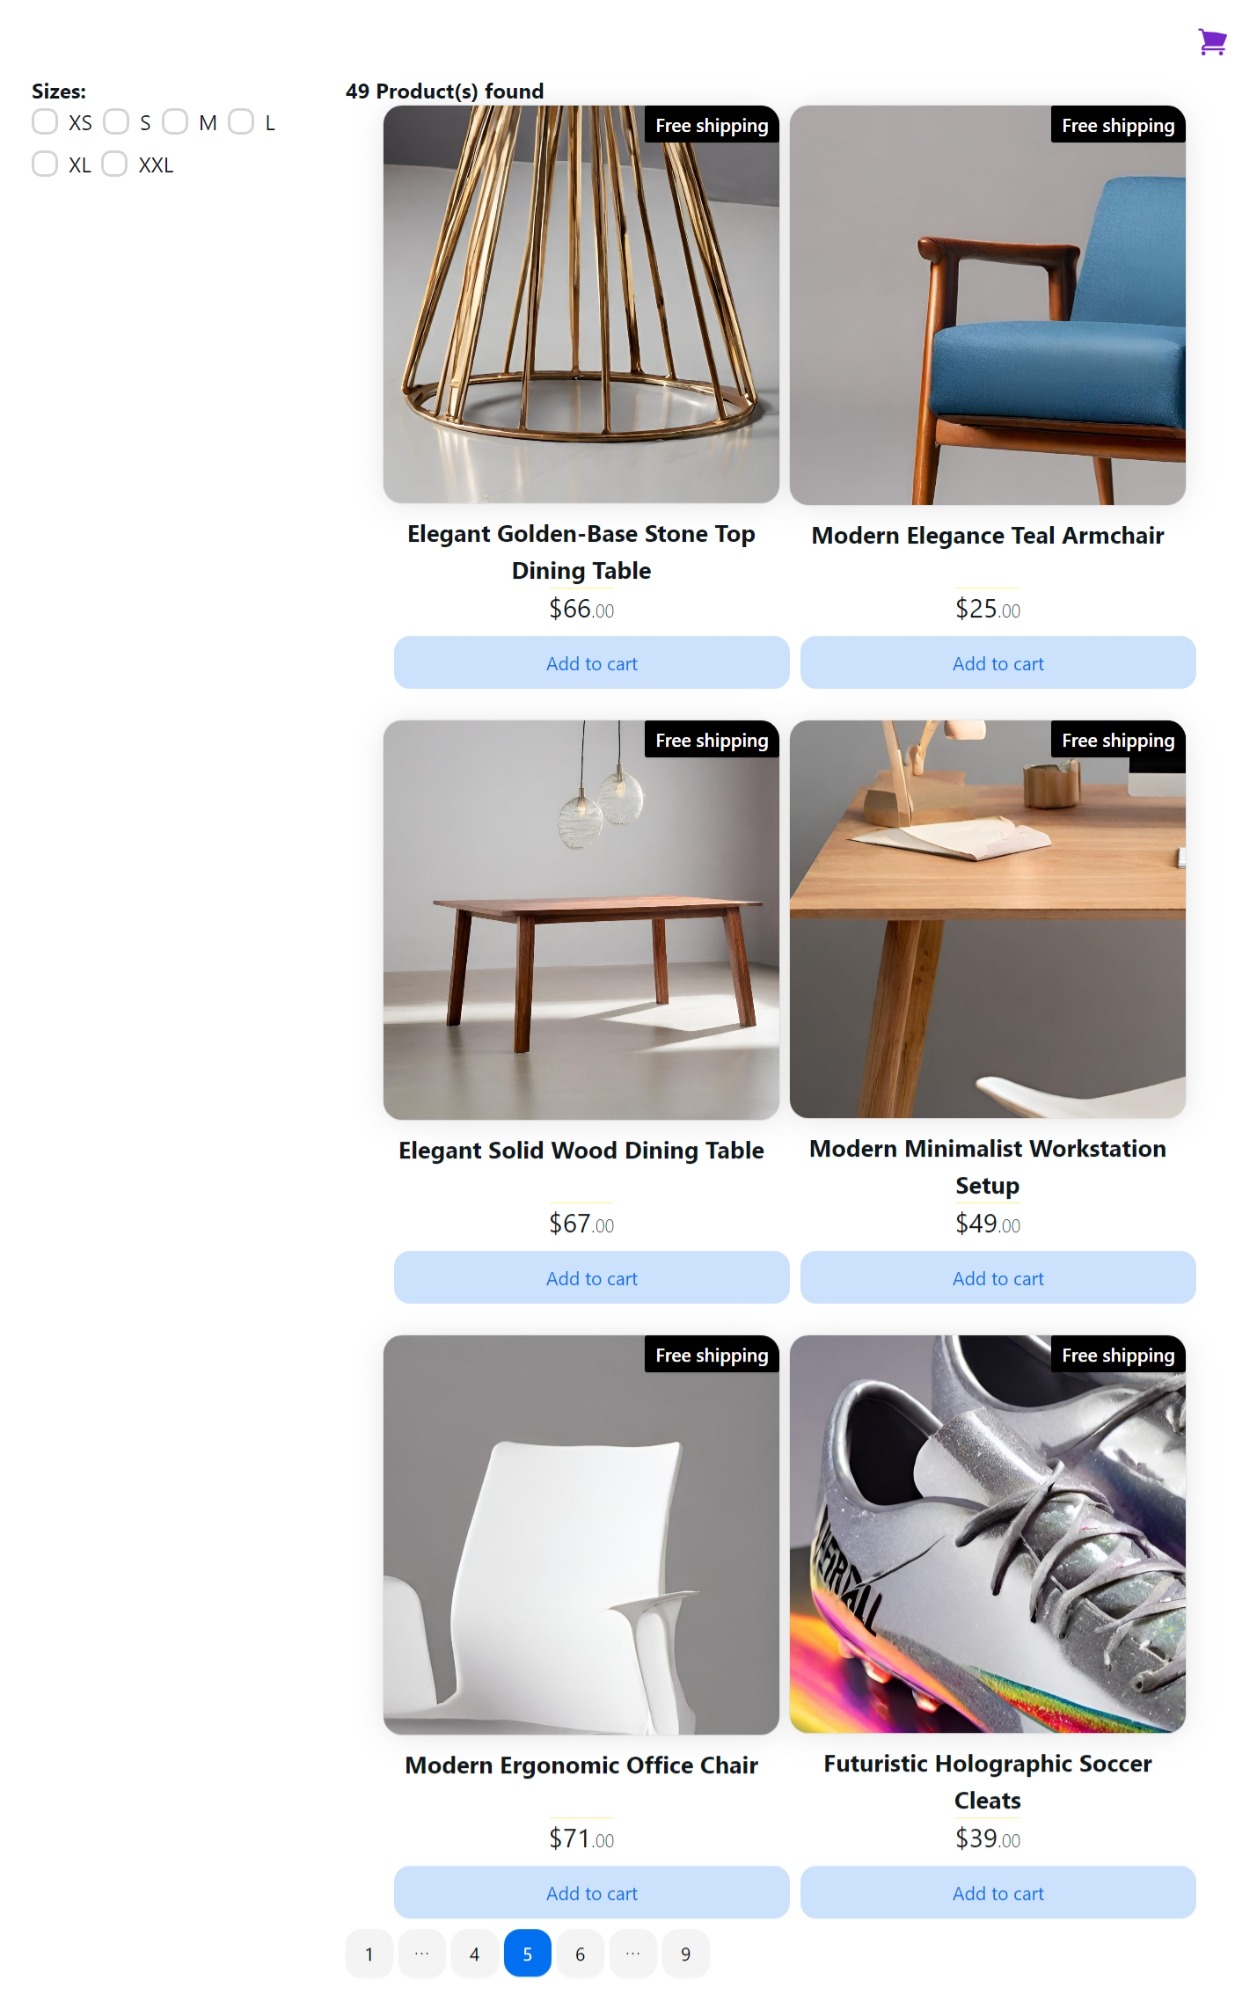 Sizes:
XS S M L
XL XXL
49 Product(s) found
Free shipping
Elegant Golden-Base Stone Top
Dining Table
$66.00
Add to cart
Free shipping
Modern Elegance Teal Armchair
$25.00
Add to cart
Free shipping
Elegant Solid Wood Dining Table
$67.00
Add to cart
Free shipping
Modern Minimalist Workstation
Setup
$49.00
Add to cart
Free shipping
Modern Ergonomic Office Chair
$71.00
Add to cart
Free shipping
Futuristic Holographic Soccer
Cleats
$39.00
Add to cart
1 ... 4 5 6 ... 9